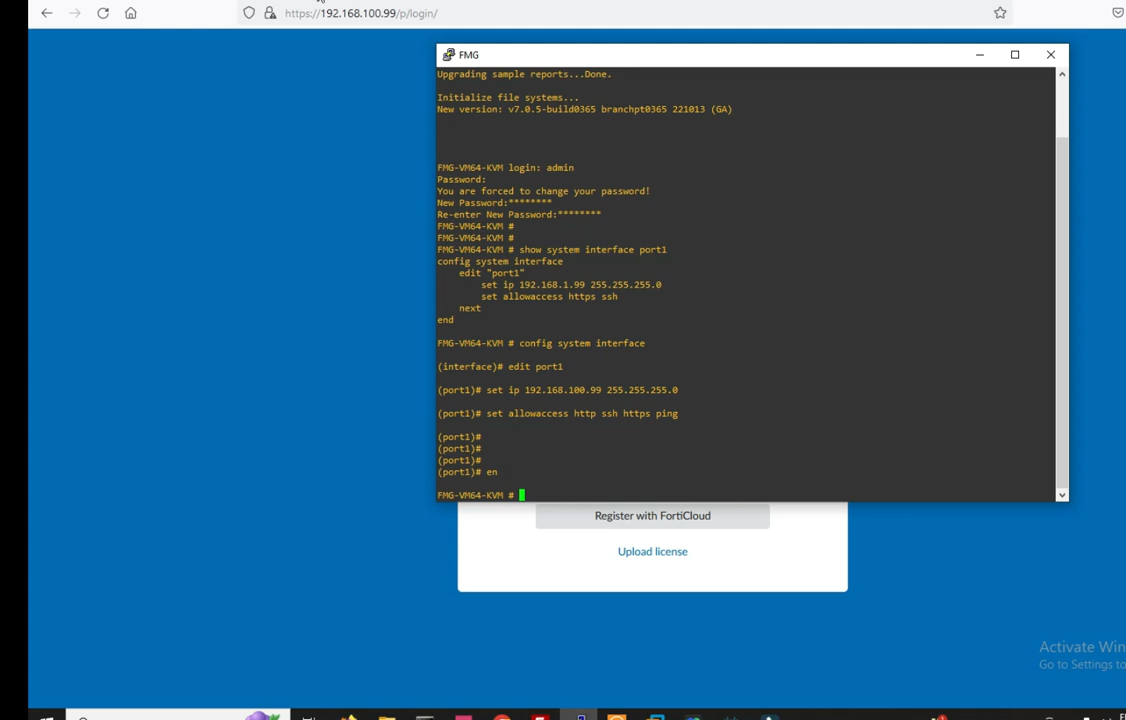 https://192.168.100.99/p/login/
FMG
Upgrading sample reports...Done.
Initialize file systems...
New version: v7.0.5-build0365 branchpt0365 221013 (GA)
FMG-VM64-KVM login: admin
Password:
You are forced to change your password!
New Password:********
Re-enter New Password:********
FMG-VM64-KVM #
FMG-VM64-KVM #
FMG-VM64-KVM # show system interface port1
config system interface
edit "port1"
set ip 192.168.1.99 255.255.255.0
set allowaccess https ssh
next
end
FMG-VM64-KVM # config system interface
(interface)# edit port1
(port1)# set ip 192.168.100.99 255.255.255.0
(port1)# set allowaccess http ssh https ping
(port1)#
(port1)#
(port1)#
(port1)# en
FMG-VM64-KVM #
Register with FortiCloud
Upload license
Activate Win
Go to Settings to